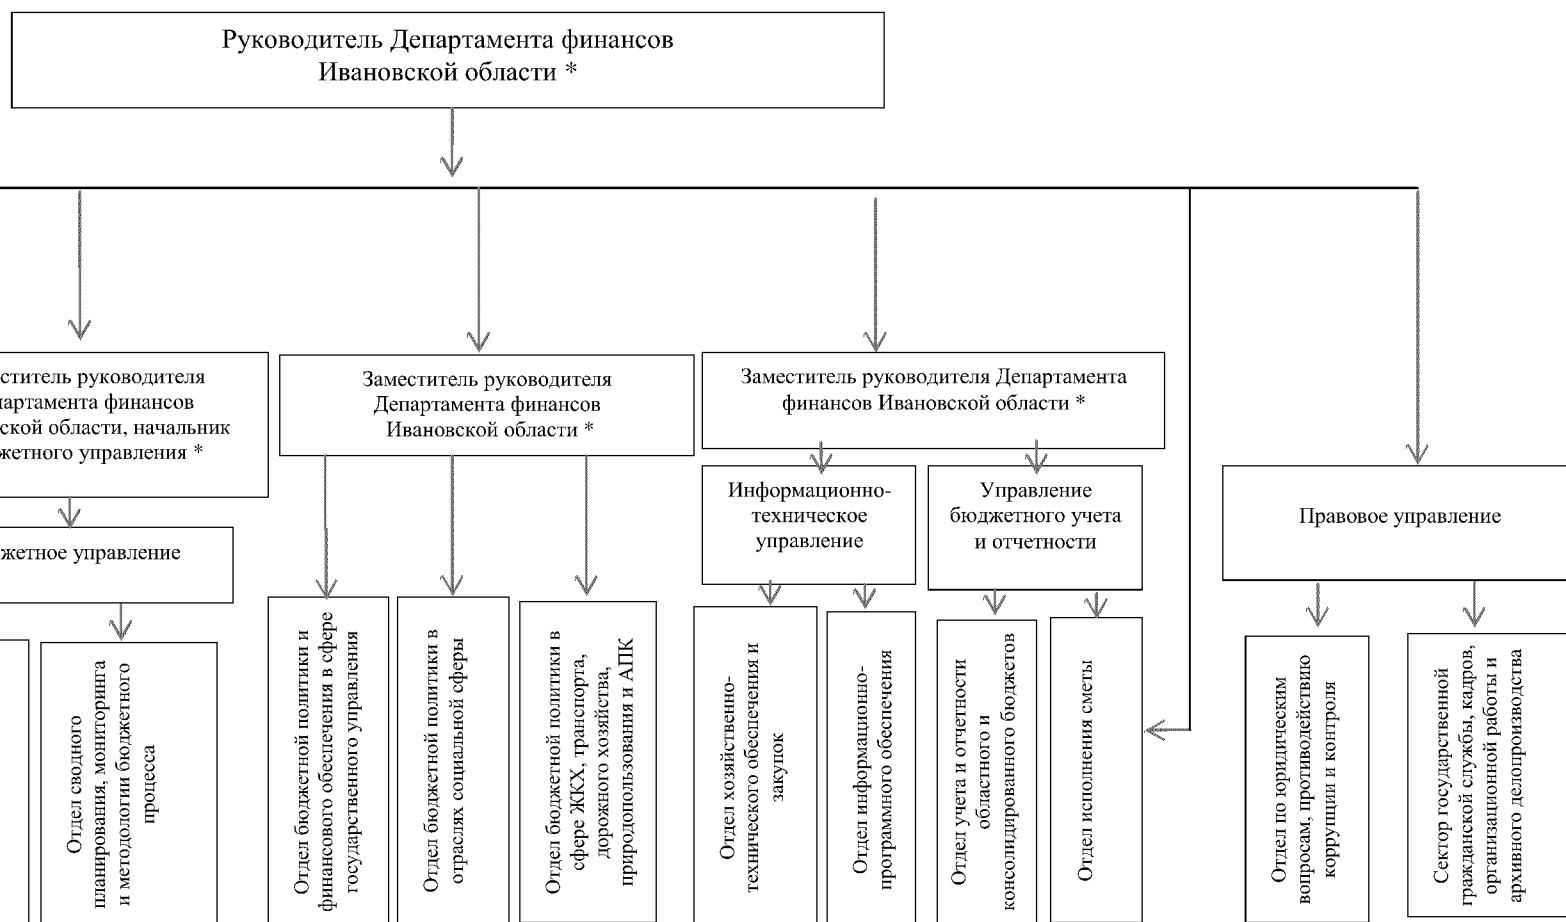 Руководитель Департамента финансов
Ивановской области *
ститель руководителя
партамента финансов
ской области, начальник
жетного управления *
Заместитель руководителя
Департамента финансов
Ивановской области *
Заместитель руководителя Департамента
финансов Ивановской области *
жетное управление
Информационно-
техническое
управление
Управление
бюджетного учета
и отчетности
Правовое управление
Отдел сводного
планирования, мониторинга
и методологии бюджетного
процесса
Отдел бюджетной политики и
финансового обеспечения в сфере
государственного управления
Отдел бюджетной политики в
отраслях социальной сферы
Отдел бюджетной политики в
сфере ЖКХ, транспорта,
дорожного хозяйства,
природопользования и АПК
Отдел хозяйственно-
технического обеспечения и
закупок
Отдел информационно-
программного обеспечения
Отдел учета и отчетности
областного и
консолидированного бюджетов
Отдел исполнения сметы
Отдел по юридическим
вопросам, противодействию
коррупции и контроля
Сектор государственной
гражданской службы, кадров,
организационной работы и
архивного делопроизводства